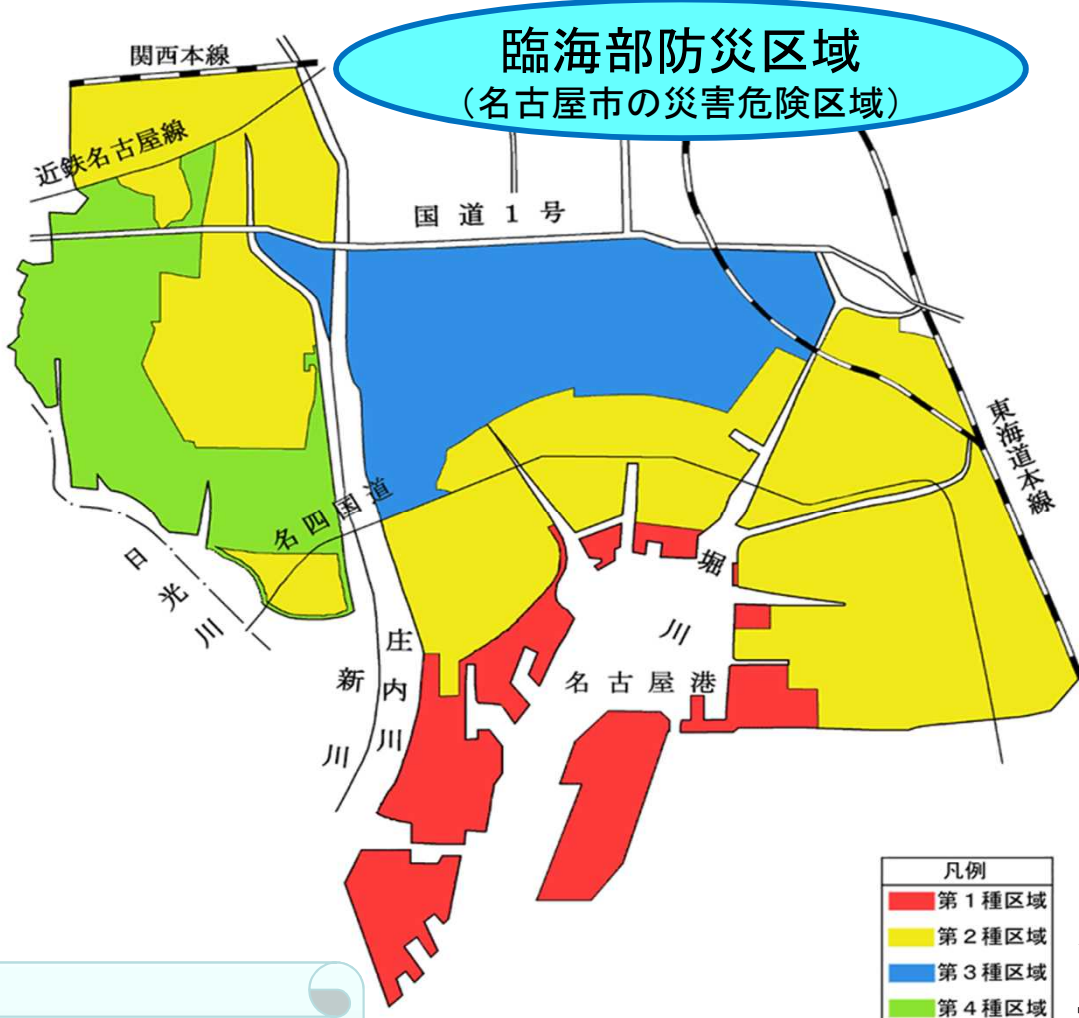 臨海部防災区域
(名古屋市の災害危険区域)
関西本線
近鉄名古屋線
国道1号
東海道本線
名四国道
日光川
堀川
庄内川
新川
名古屋港
凡例
第1種区域
第2種区域
第3種区域
第4種区域